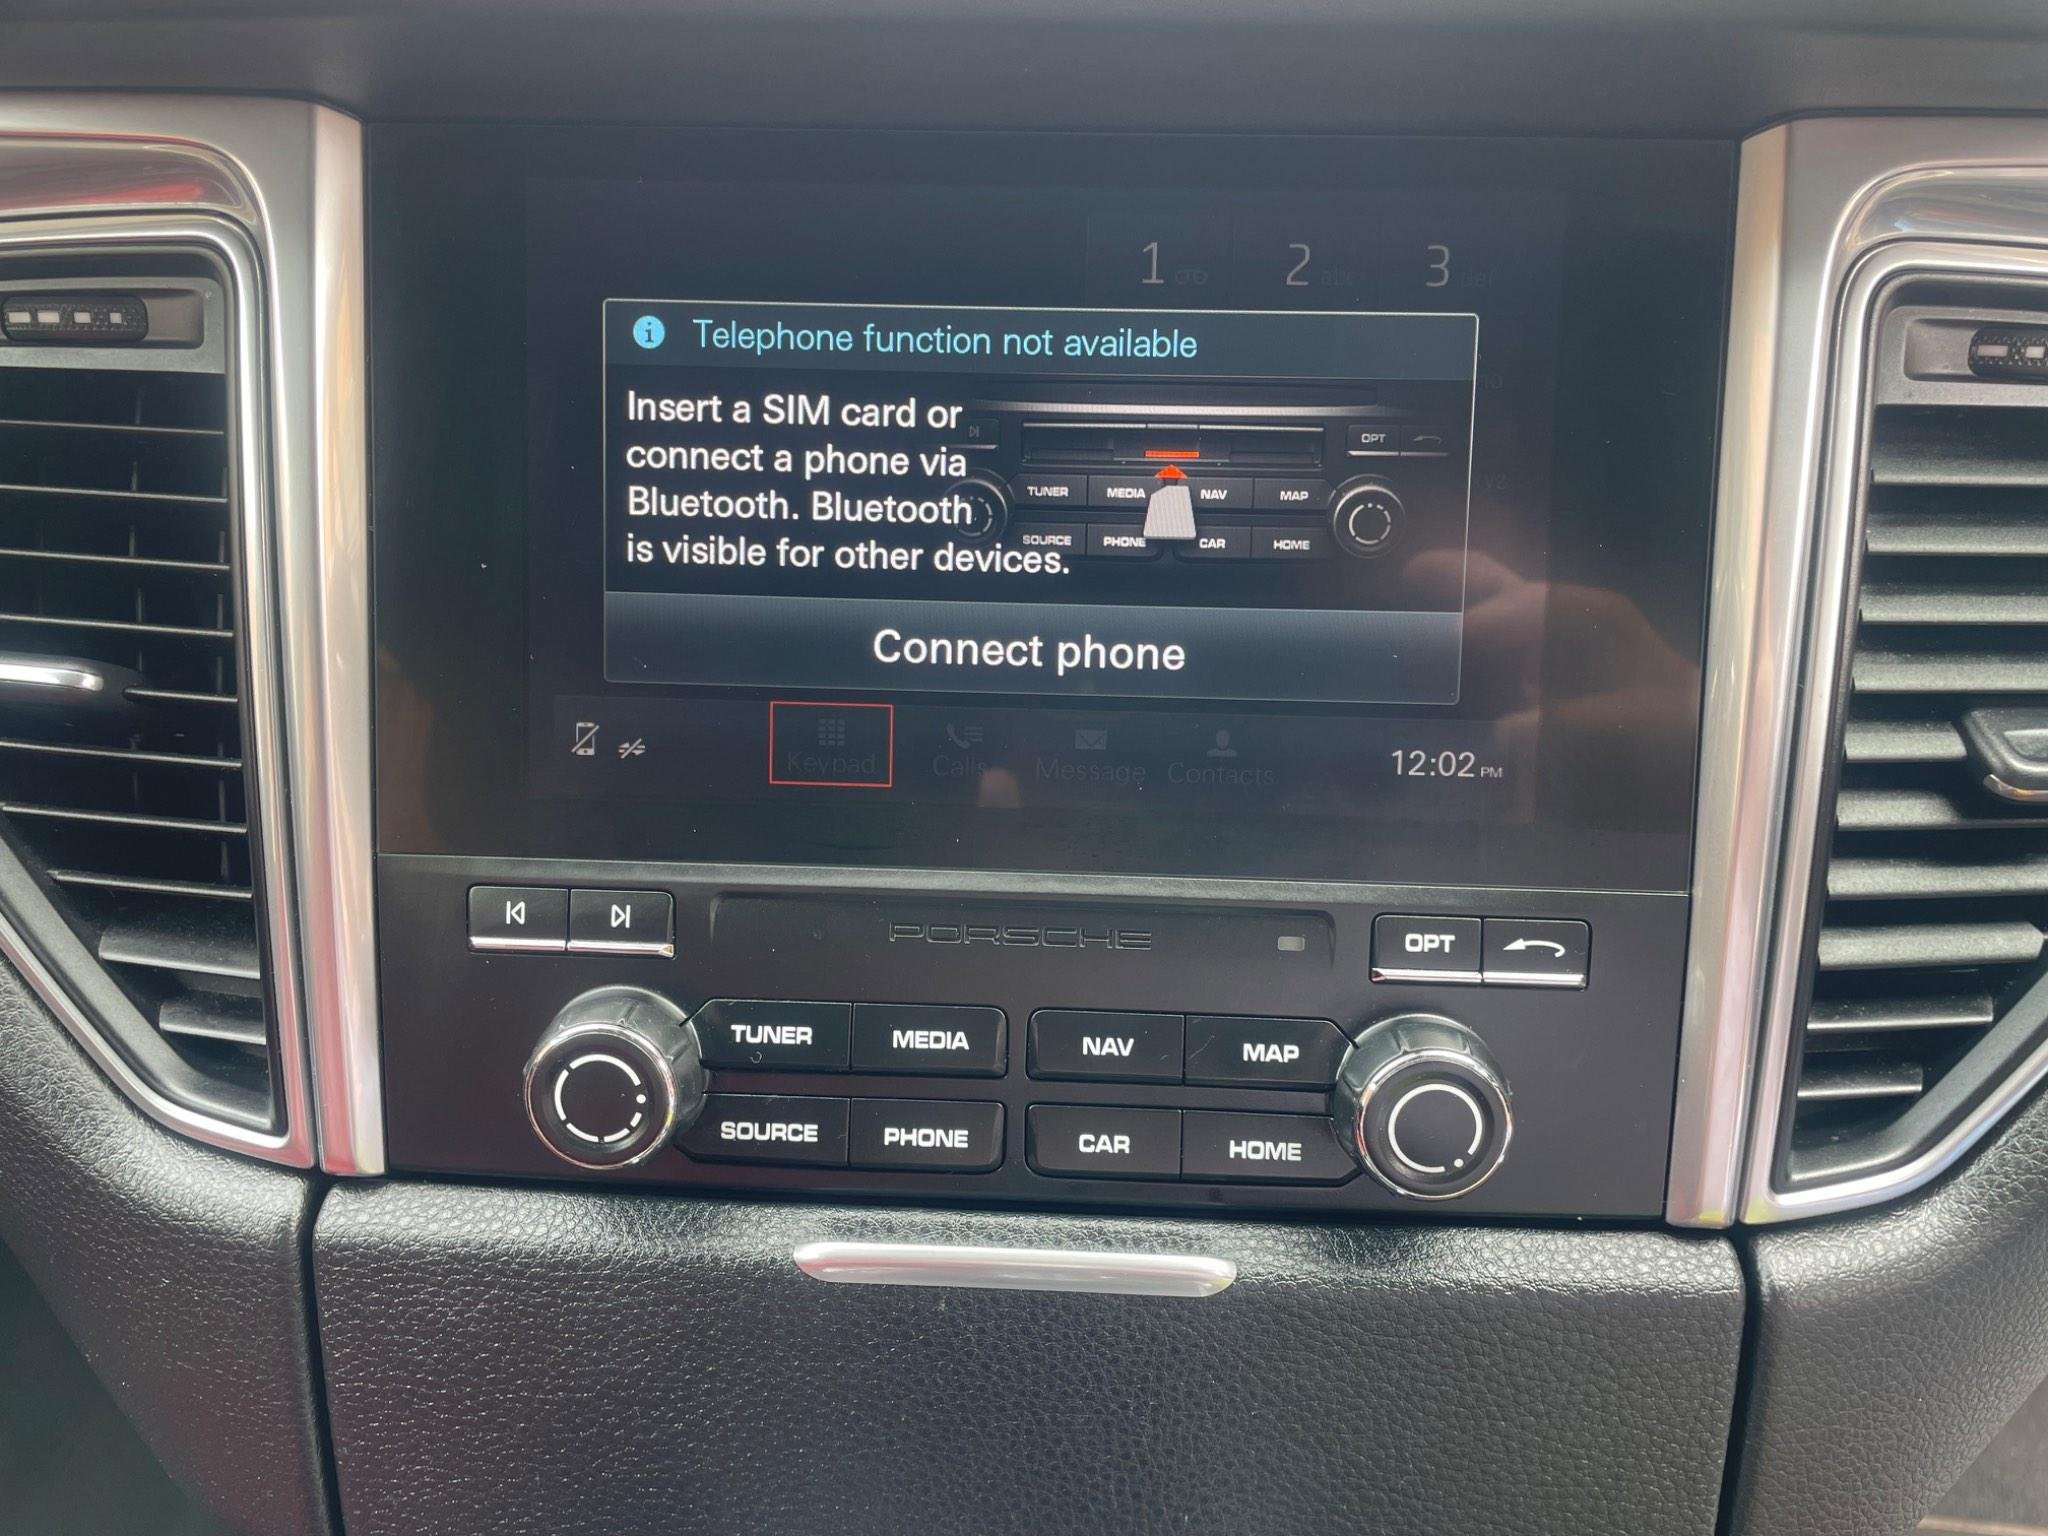 1 2 abc 3 def
Telephone function not available
Insert a SIM card or
connect a phone via
Bluetooth. Bluetooth
is visible for other devices.
OPT
TUNER MEDIA NAV MAP
SOURCE PHONE CAR HOME
Connect phone
Keypad Calls Message Contacts 12:02 PM
PORSCHE
OPT
TUNER MEDIA NAV MAP
SOURCE PHONE CAR HOME